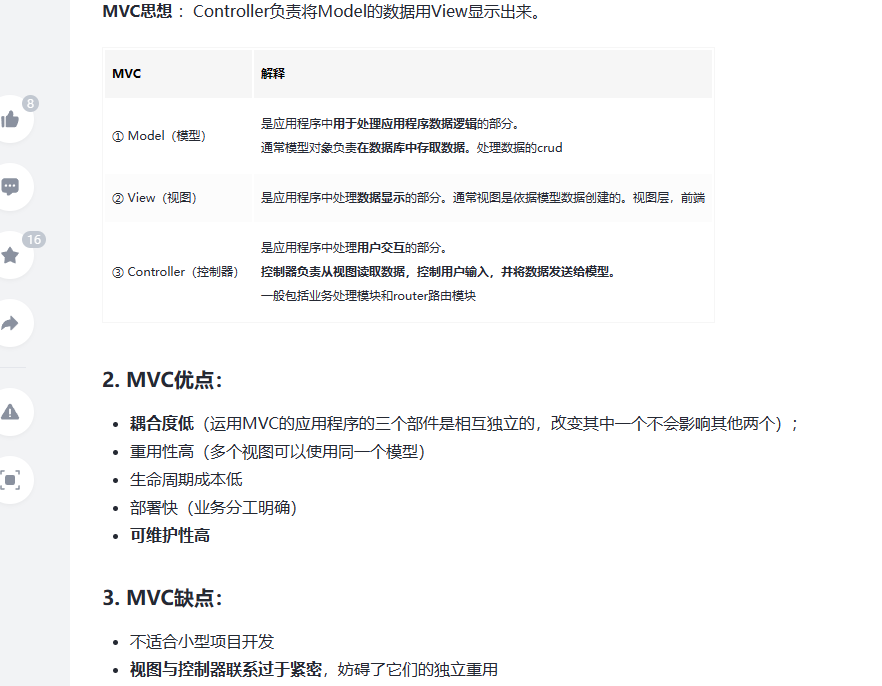 MVC思想 ：Controller负责将Model的数据用View显示出来。
MVC 解释
① Model（模型）
是应用程序中用于处理应用程序数据逻辑的部分。
通常模型对象负责在数据库中存取数据。处理数据的crud
② View（视图） 是应用程序中处理数据显示的部分。通常视图是依据模型数据创建的。视图层，前端
③ Controller（控制器）
是应用程序中处理用户交互的部分。
控制器负责从视图读取数据，控制用户输入，并将数据发送给模型。
一般包括业务处理模块和router路由模块
8
16
2. MVC优点：
耦合度低（运用MVC的应用程序的三个部件是相互独立的，改变其中一个不会影响其他两个）；
重用性高（多个视图可以使用同一个模型）
生命周期成本低
部署快（业务分工明确）
可维护性高
3. MVC缺点：
不适合小型项目开发
视图与控制器联系过于紧密，妨碍了它们的独立重用